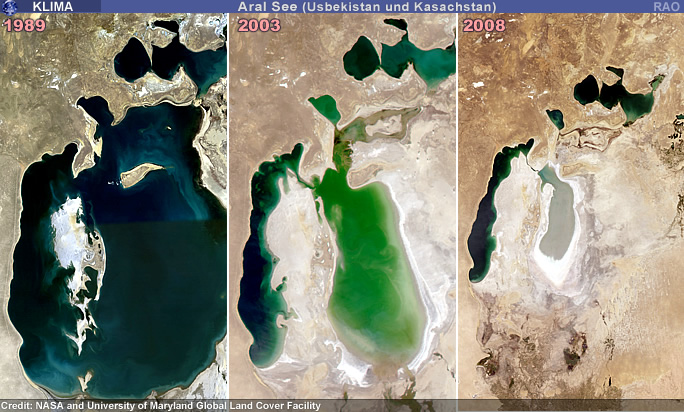 KLIMA
Aral See (Usbekistan und Kasachstan)
RAO
1989
2003
2008
Credit: NASA and University of Maryland Global Land Cover Facility